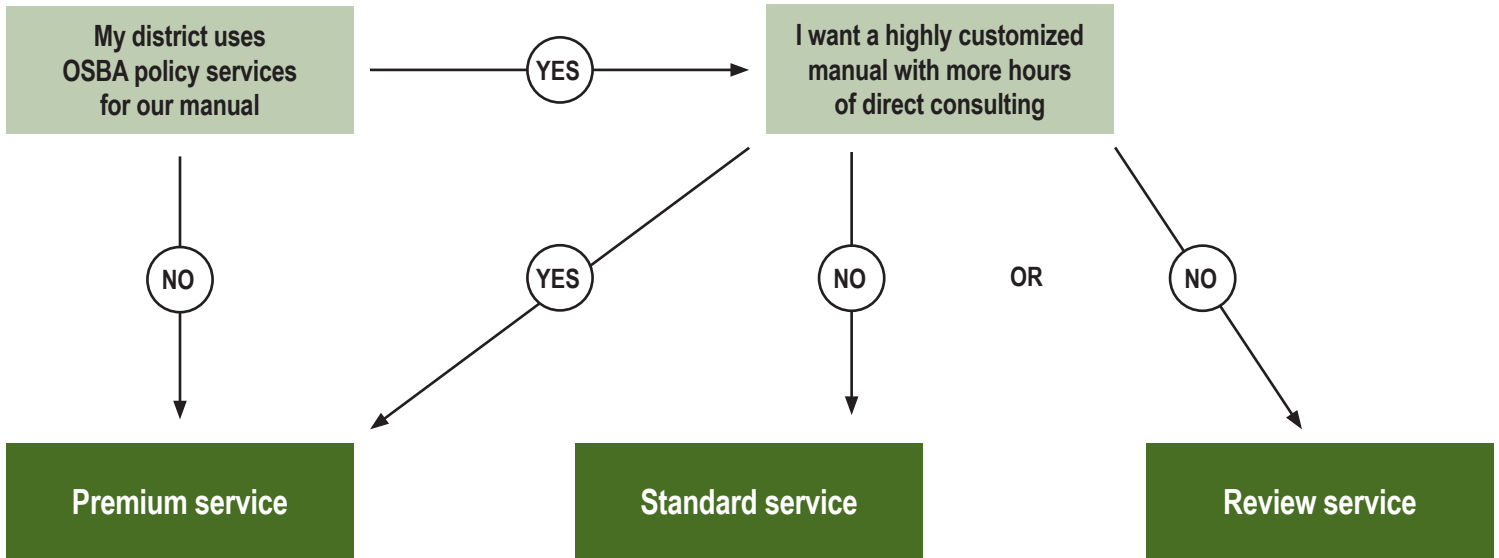 My district uses
OSBA policy services
for our manual
YES
I want a highly customized
manual with more hours
of direct consulting
NO
YES
NO
OR
NO
Premium service
Standard service
Review service